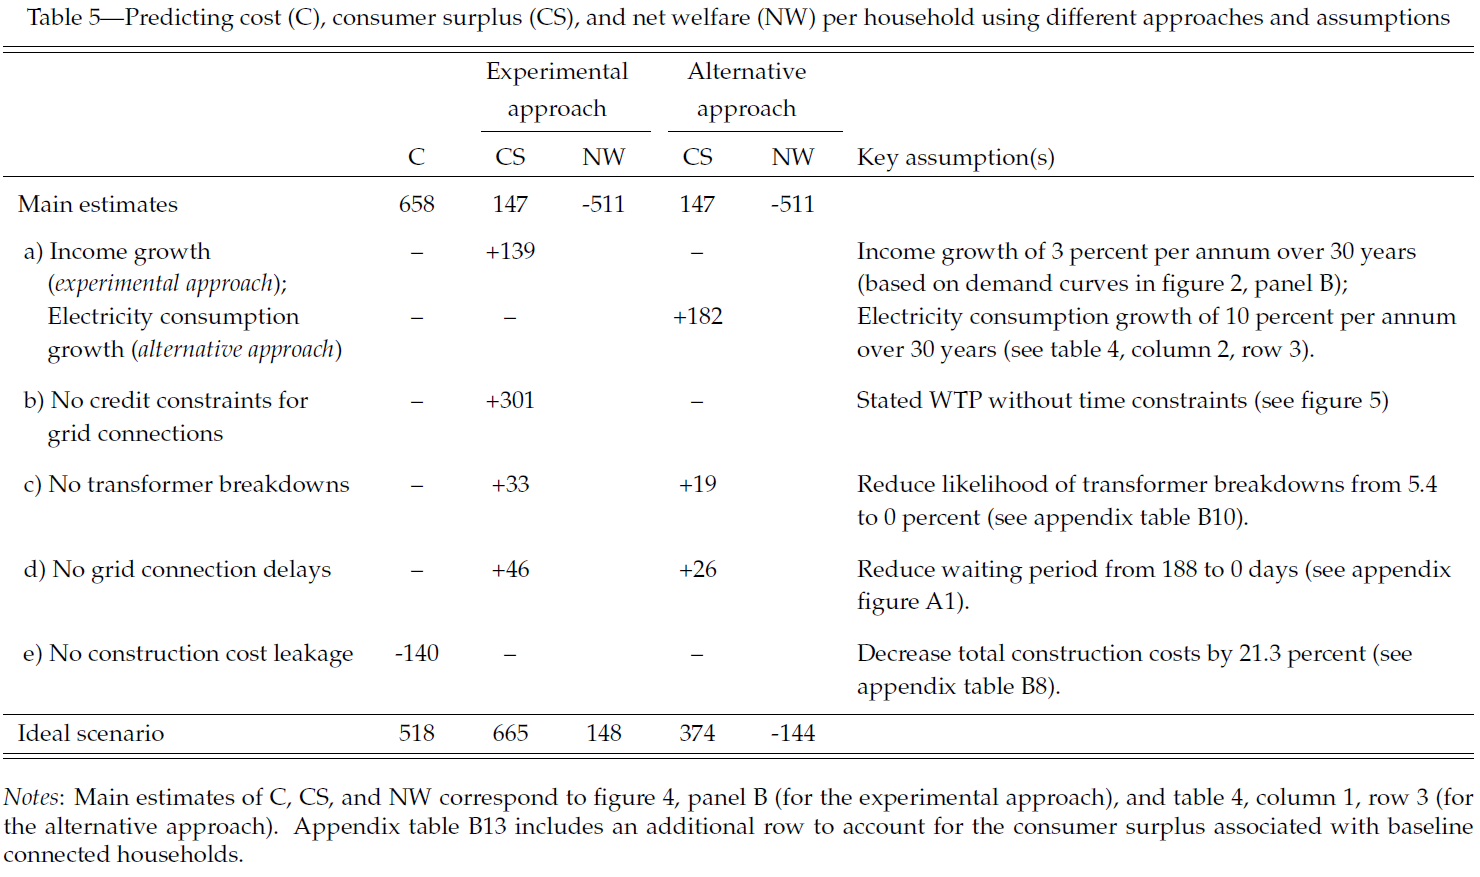 Table 5—Predicting cost (C), consumer surplus (CS), and net welfare (NW) per household using different approaches and assumptions
Experimental Alternative
approach approach
C CS NW CS NW Key assumption(s)
Main estimates 658 147 -511 147 -511
a) Income growth – +139 – Income growth of 3 percent per annum over 30 years
(experimental approach); (based on demand curves in figure 2, panel B);
Electricity consumption – – +182 Electricity consumption growth of 10 percent per annum
growth (alternative approach) over 30 years (see table 4, column 2, row 3).
b) No credit constraints for – +301 – Stated WTP without time constraints (see figure 5)
grid connections
c) No transformer breakdowns – +33 +19 Reduce likelihood of transformer breakdowns from 5.4
to 0 percent (see appendix table B10).
d) No grid connection delays – +46 +26 Reduce waiting period from 188 to 0 days (see appendix
figure A1).
e) No construction cost leakage -140 – – Decrease total construction costs by 21.3 percent (see
appendix table B8).
Ideal scenario 518 665 148 374 -144
Notes: Main estimates of C, CS, and NW correspond to figure 4, panel B (for the experimental approach), and table 4, column 1, row 3 (for
the alternative approach). Appendix table B13 includes an additional row to account for the consumer surplus associated with baseline
connected households.